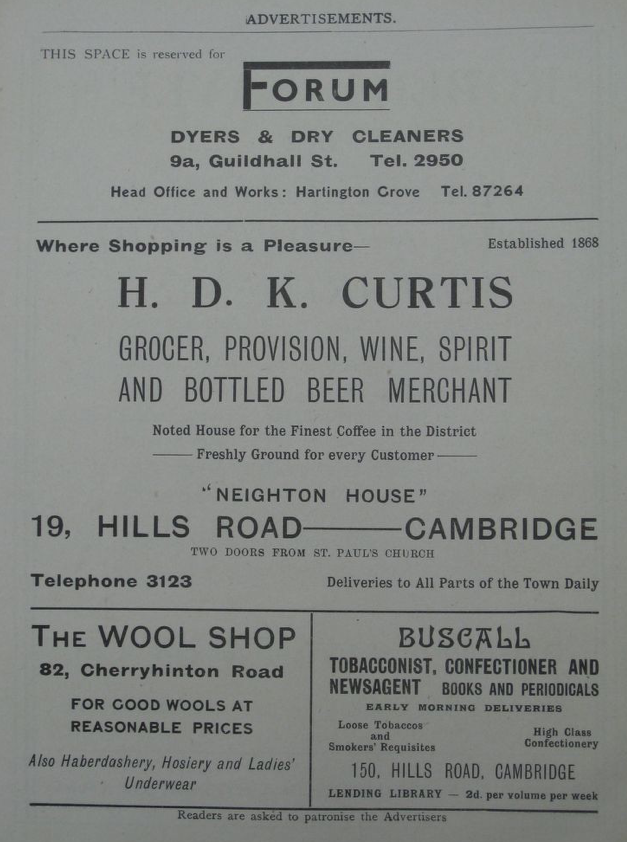 ADVERTISEMENTS.
THIS SPACE is reserved for
FORUM
DYERS & DRY CLEANERS
9a, Guildhall St. Tel. 2950
Head Office and Works: Hartington Grove Tel. 87264
Where Shopping is a Pleasure—
Established 1868
H. D. K. CURTIS
GROCER, PROVISION, WINE, SPIRIT
AND BOTTLED BEER MERCHANT
Noted House for the Finest Coffee in the District
—— Freshly Ground for every Customer ——
"NEIGHTON HOUSE"
19, HILLS ROAD——CAMBRIDGE
TWO DOORS FROM ST. PAUL'S CHURCH
Telephone 3123
Deliveries to All Parts of the Town Daily
THE WOOL SHOP
82, Cherryhinton Road
FOR GOOD WOOLS AT
REASONABLE PRICES
Also Haberdashery, Hosiery and Ladies'
Underwear
BUSCALL
TOBACCONIST, CONFECTIONER AND
NEWSAGENT BOOKS AND PERIODICALS
EARLY MORNING DELIVERIES
Loose Tobaccos
and
Smokers' Requisites
High Class
Confectionery
150, HILLS ROAD, CAMBRIDGE
LENDING LIBRARY — 2d. per volume per week
Readers are asked to patronise the Advertisers